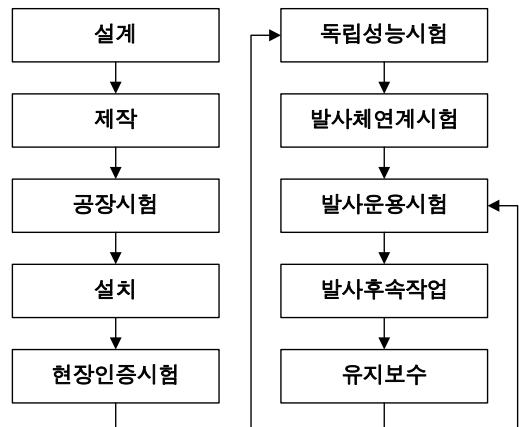 설계
제작
공장시험
설치
현장인증시험
독립성능시험
발사체연계시험
발사운용시험
발사후속작업
유지보수